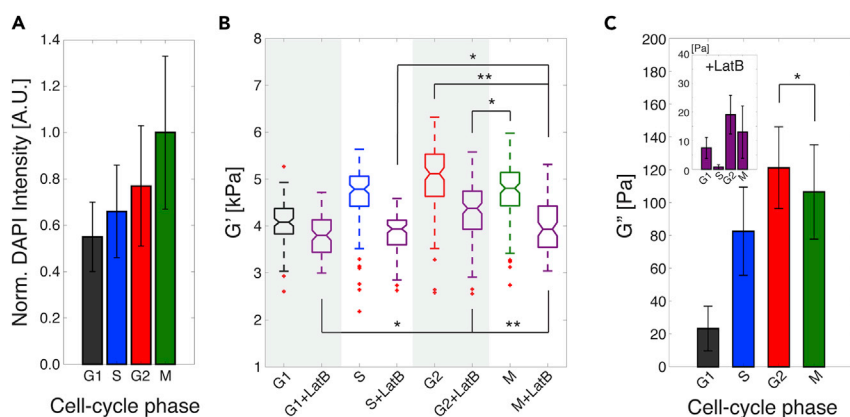 A
Norm. DAPI Intensity [A.U.]
1.4
1.2
1.0
0.8
0.6
0.4
0.2
0.0
G1 S G2 M
Cell-cycle phase
B
G' [kPa]
8
7
6
5
4
3
2
1
*
**
*
* **
G1 G1+LatB S S+LatB G2 G2+LatB M M+LatB
C
G" [Pa]
200
180
160
140
120
100
80
60
40
20
0
[Pa]
40
30
20
10
0
+LatB
G1 S G2 M
*
G1 S G2 M
Cell-cycle phase